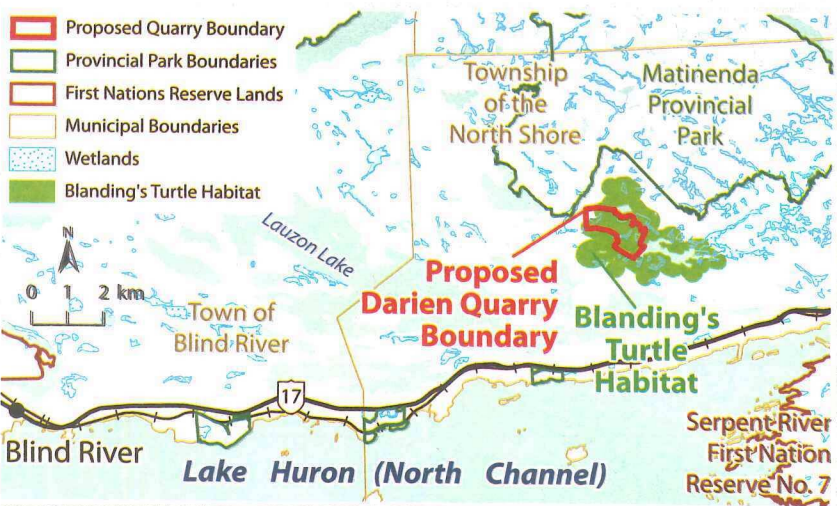 Proposed Quarry Boundary
Provincial Park Boundaries
First Nations Reserve Lands
Municipal Boundaries
Wetlands
Blanding's Turtle Habitat
N
0 1 2 km
Township
of the
North Shore
Matinenda
Provincial
Park
Lauzon Lake
Proposed
Darien Quarry
Boundary
Blanding's
Turtle
Habitat
Town of
Blind River
17
Blind River
Lake Huron (North Channel)
Serpent River
First Nation
Reserve No. 7